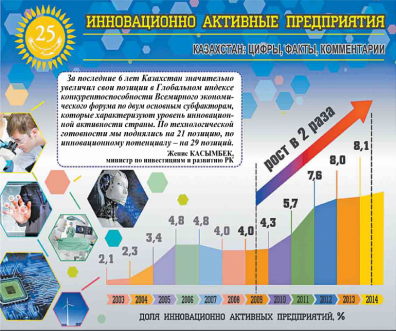 25
ИННОВАЦИОННО АКТИВНЫЕ ПРЕДПРИЯТИЯ
КАЗАХСТАН: ЦИФРЫ, ФАКТЫ, КОММЕНТАРИИ
За последние 6 лет Казахстан значительно
увеличил свои позиции в Глобальном индексе
конкурентоспособности Всемирного экономи-
ческого форума по двум основным субфакторам,
которые характеризуют уровень инновацион-
ной активности страны. По технологической
готовности мы поднялись на 21 позицию, по
инновационному потенциалу – на 29 позиций.
Женис КАСЫМБЕК,
министр по инвестициям и развитию РК
рост в 2 раза
2,1 2,3 3,4 4,8 4,8 4,0 4,0 4,3 5,7 7,6 8,0 8,1
2003 2004 2005 2006 2007 2008 2009 2010 2011 2012 2013 2014
ДОЛЯ ИННОВАЦИОННО АКТИВНЫХ ПРЕДПРИЯТИЙ, %